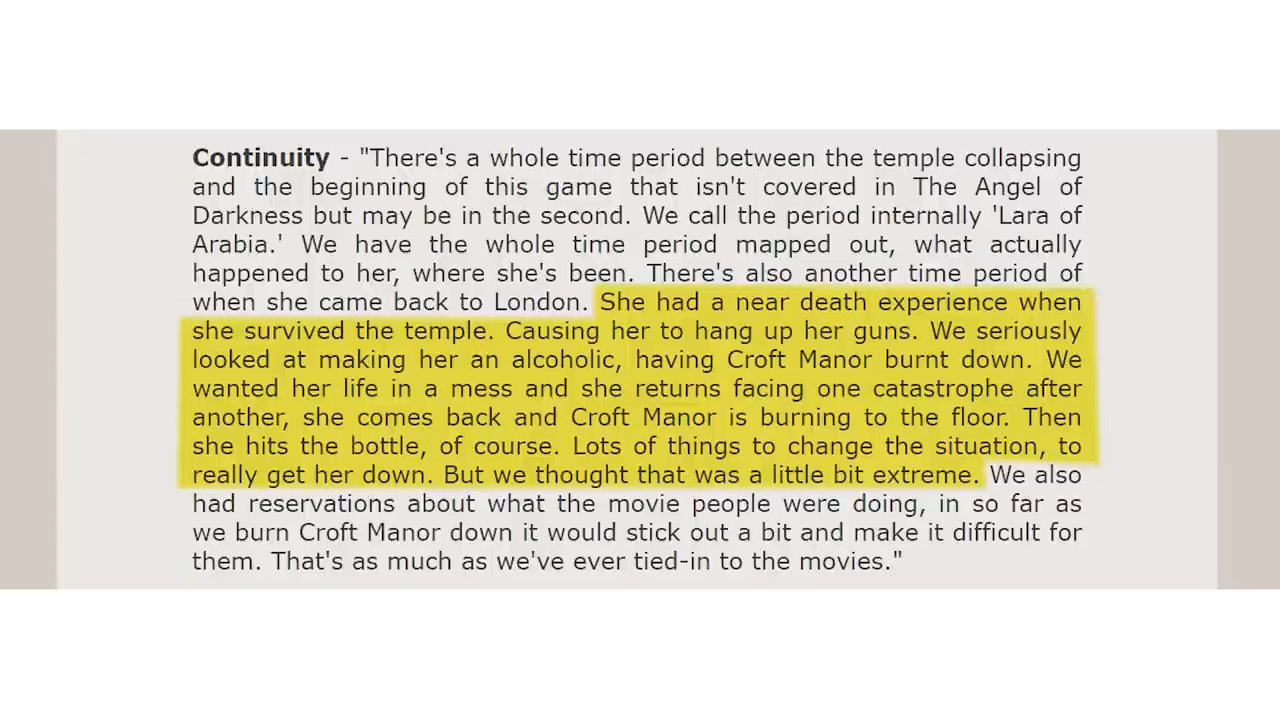 Continuity - "There's a whole time period between the temple collapsing
and the beginning of this game that isn't covered in The Angel of
Darkness but may be in the second. We call the period internally 'Lara of
Arabia.' We have the whole time period mapped out, what actually
happened to her, where she's been. There's also another time period of
when she came back to London. She had a near death experience when
she survived the temple. Causing her to hang up her guns. We seriously
looked at making her an alcoholic, having Croft Manor burnt down. We
wanted her life in a mess and she returns facing one catastrophe after
another, she comes back and Croft Manor is burning to the floor. Then
she hits the bottle, of course. Lots of things to change the situation, to
really get her down. But we thought that was a little bit extreme. We also
had reservations about what the movie people were doing, in so far as
we burn Croft Manor down it would stick out a bit and make it difficult for
them. That's as much as we've ever tied-in to the movies."